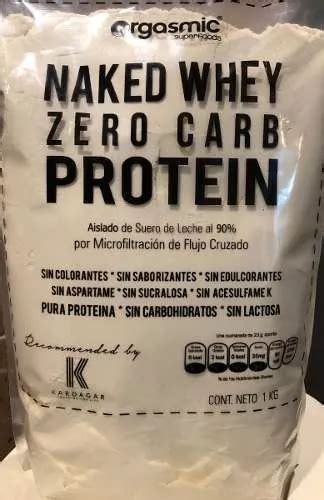 Orgasmic
superfoods
NAKED WHEY
ZERO CARB
PROTEIN
Aislado de Suero de Leche al 90%
por Microfiltración de Flujo Cruzado
SIN COLORANTES * SIN SABORIZANTES * SIN EDULCORANTES
SIN ASPARTAME * SIN SUCRALOSA * SIN ACESULFAME K
PURA PROTEINA * SIN CARBOHIDRATOS * SIN LACTOSA
Recommended by
K
KARDAGAR
CONT. NETO 1 KG